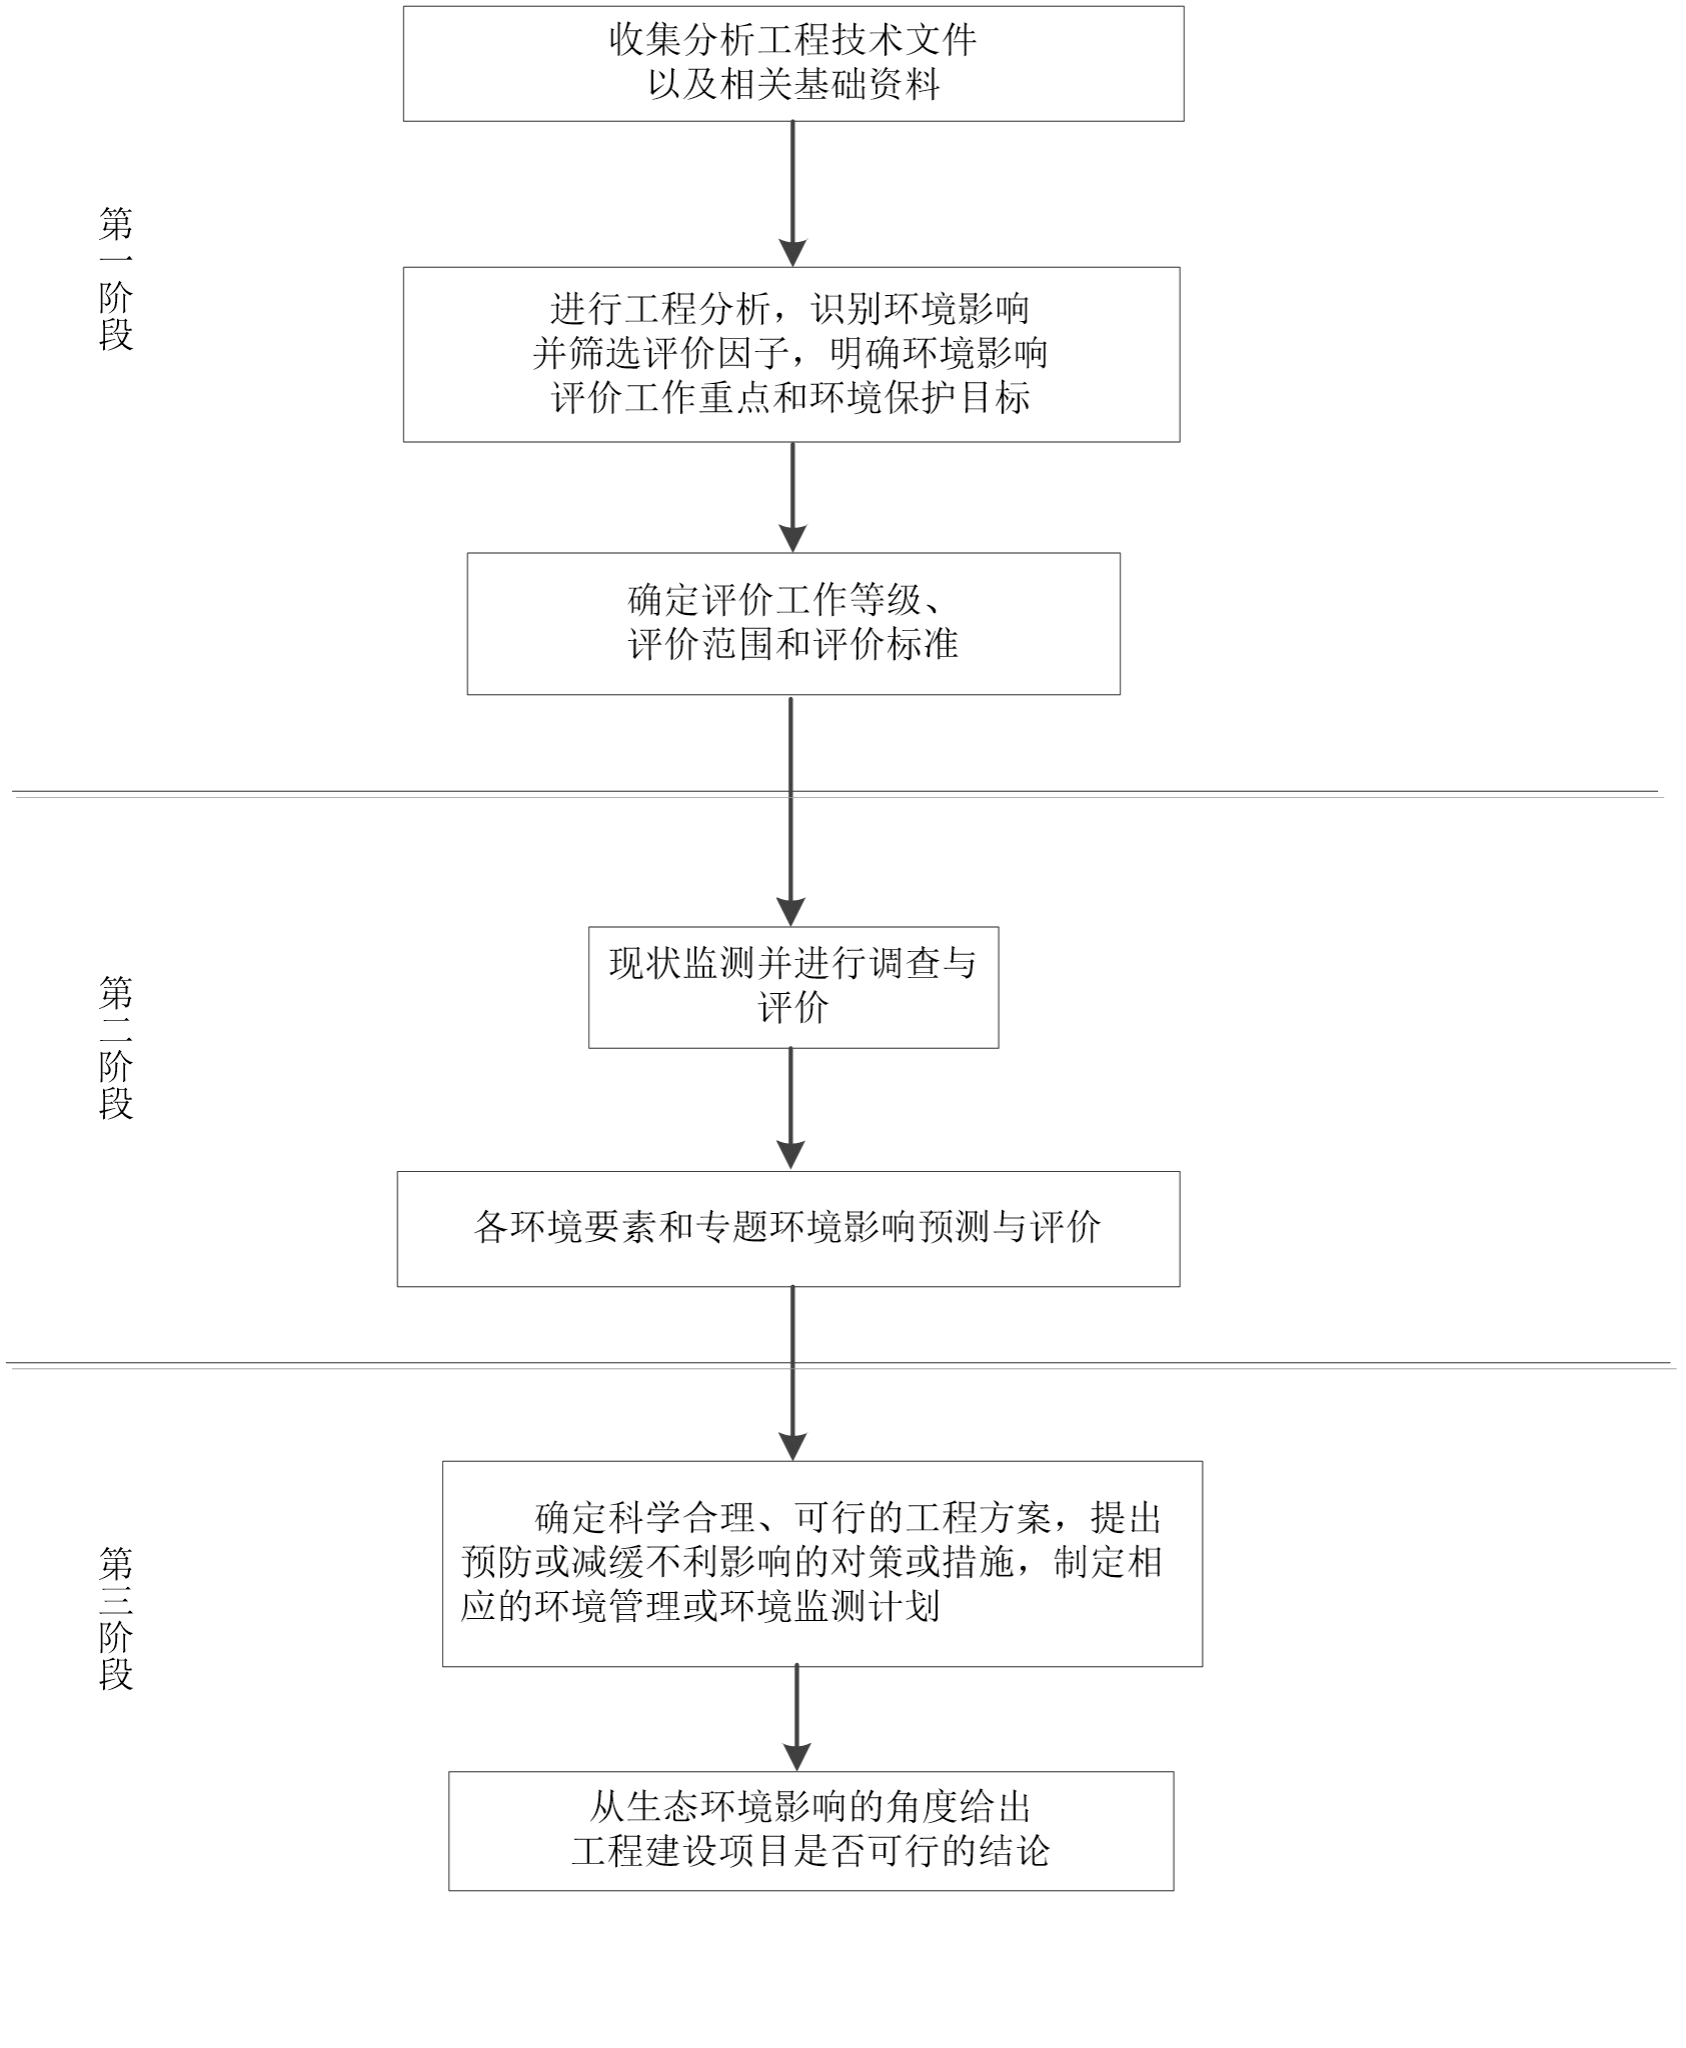 收集分析工程技术文件
以及相关基础资料
第一阶段
进行工程分析，识别环境影响
并筛选评价因子，明确环境影响
评价工作重点和环境保护目标
确定评价工作等级、
评价范围和评价标准
第二阶段
现状监测并进行调查与
评价
各环境要素和专题环境影响预测与评价
第三阶段
确定科学合理、可行的工程方案，提出
预防或减缓不利影响的对策或措施，制定相
应的环境管理或环境监测计划
从生态环境影响的角度给出
工程建设项目是否可行的结论